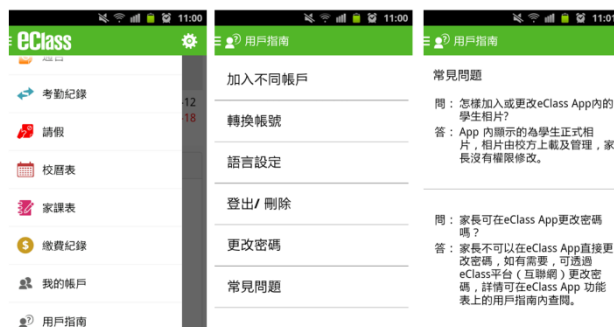 11:00
eClass
考勤紀錄
請假
校曆表
家課表
繳費紀錄
我的帳戶
用戶指南
-12
-18
11:00
用戶指南
加入不同帳戶
轉換帳號
語言設定
登出/ 刪除
更改密碼
常見問題
11:01
用戶指南
常見問題
問： 怎樣加入或更改eClass App內的
學生相片?
答： App 內顯示的為學生正式相
片，相片由校方上載及管理，家
長沒有權限修改。
問： 家長可在eClass App更改密碼
嗎？
答： 家長不可以在eClass App直接更
改密碼，如有需要，可透過
eClass平台（互聯網）更改密
碼，詳情可在eClass App 功能
表上的用戶指南內查閱。